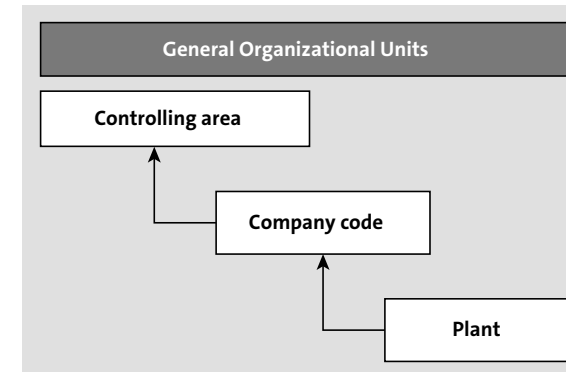 General Organizational Units
Controlling area
Company code
Plant